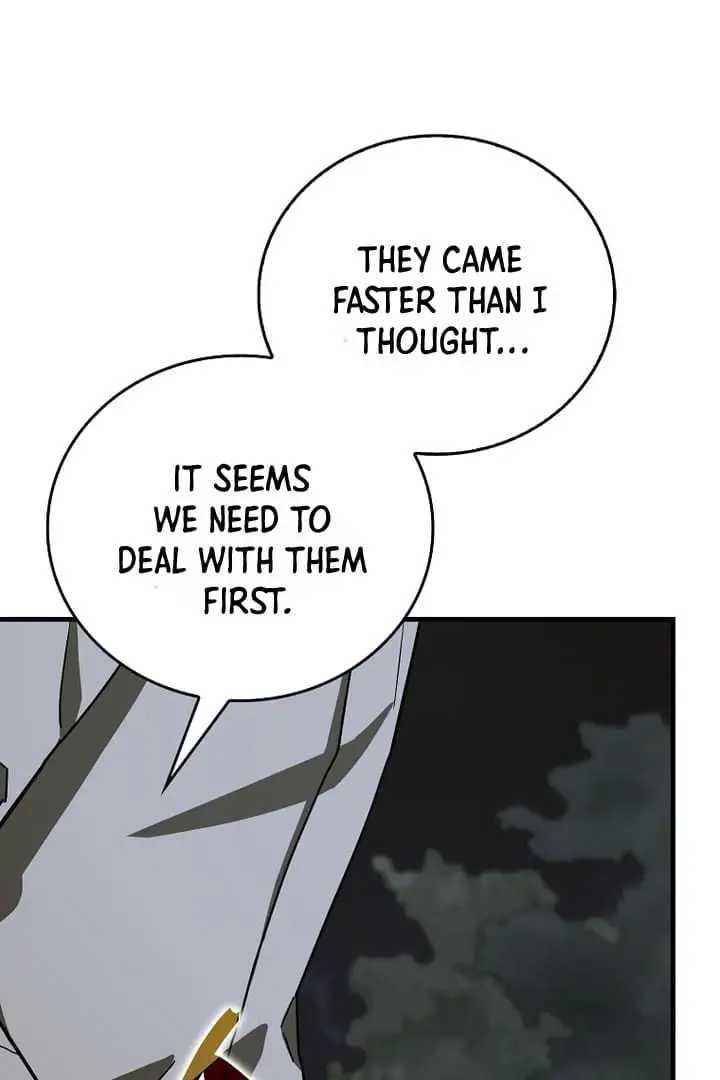 THEY CAME
FASTER THAN I
THOUGHT...
IT SEEMS
WE NEED TO
DEAL WITH THEM
FIRST.